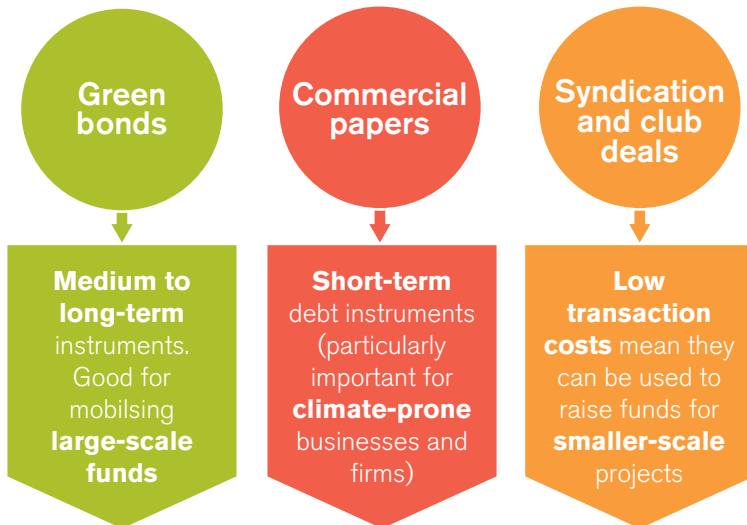 Green
bonds
Commercial
papers
Syndication
and club
deals
Medium to
long-term
instruments.
Good for
mobilsing
large-scale
funds
Short-term
debt instruments
(particularly
important for
climate-prone
businesses and
firms)
Low
transaction
costs mean they
can be used to
raise funds for
smaller-scale
projects